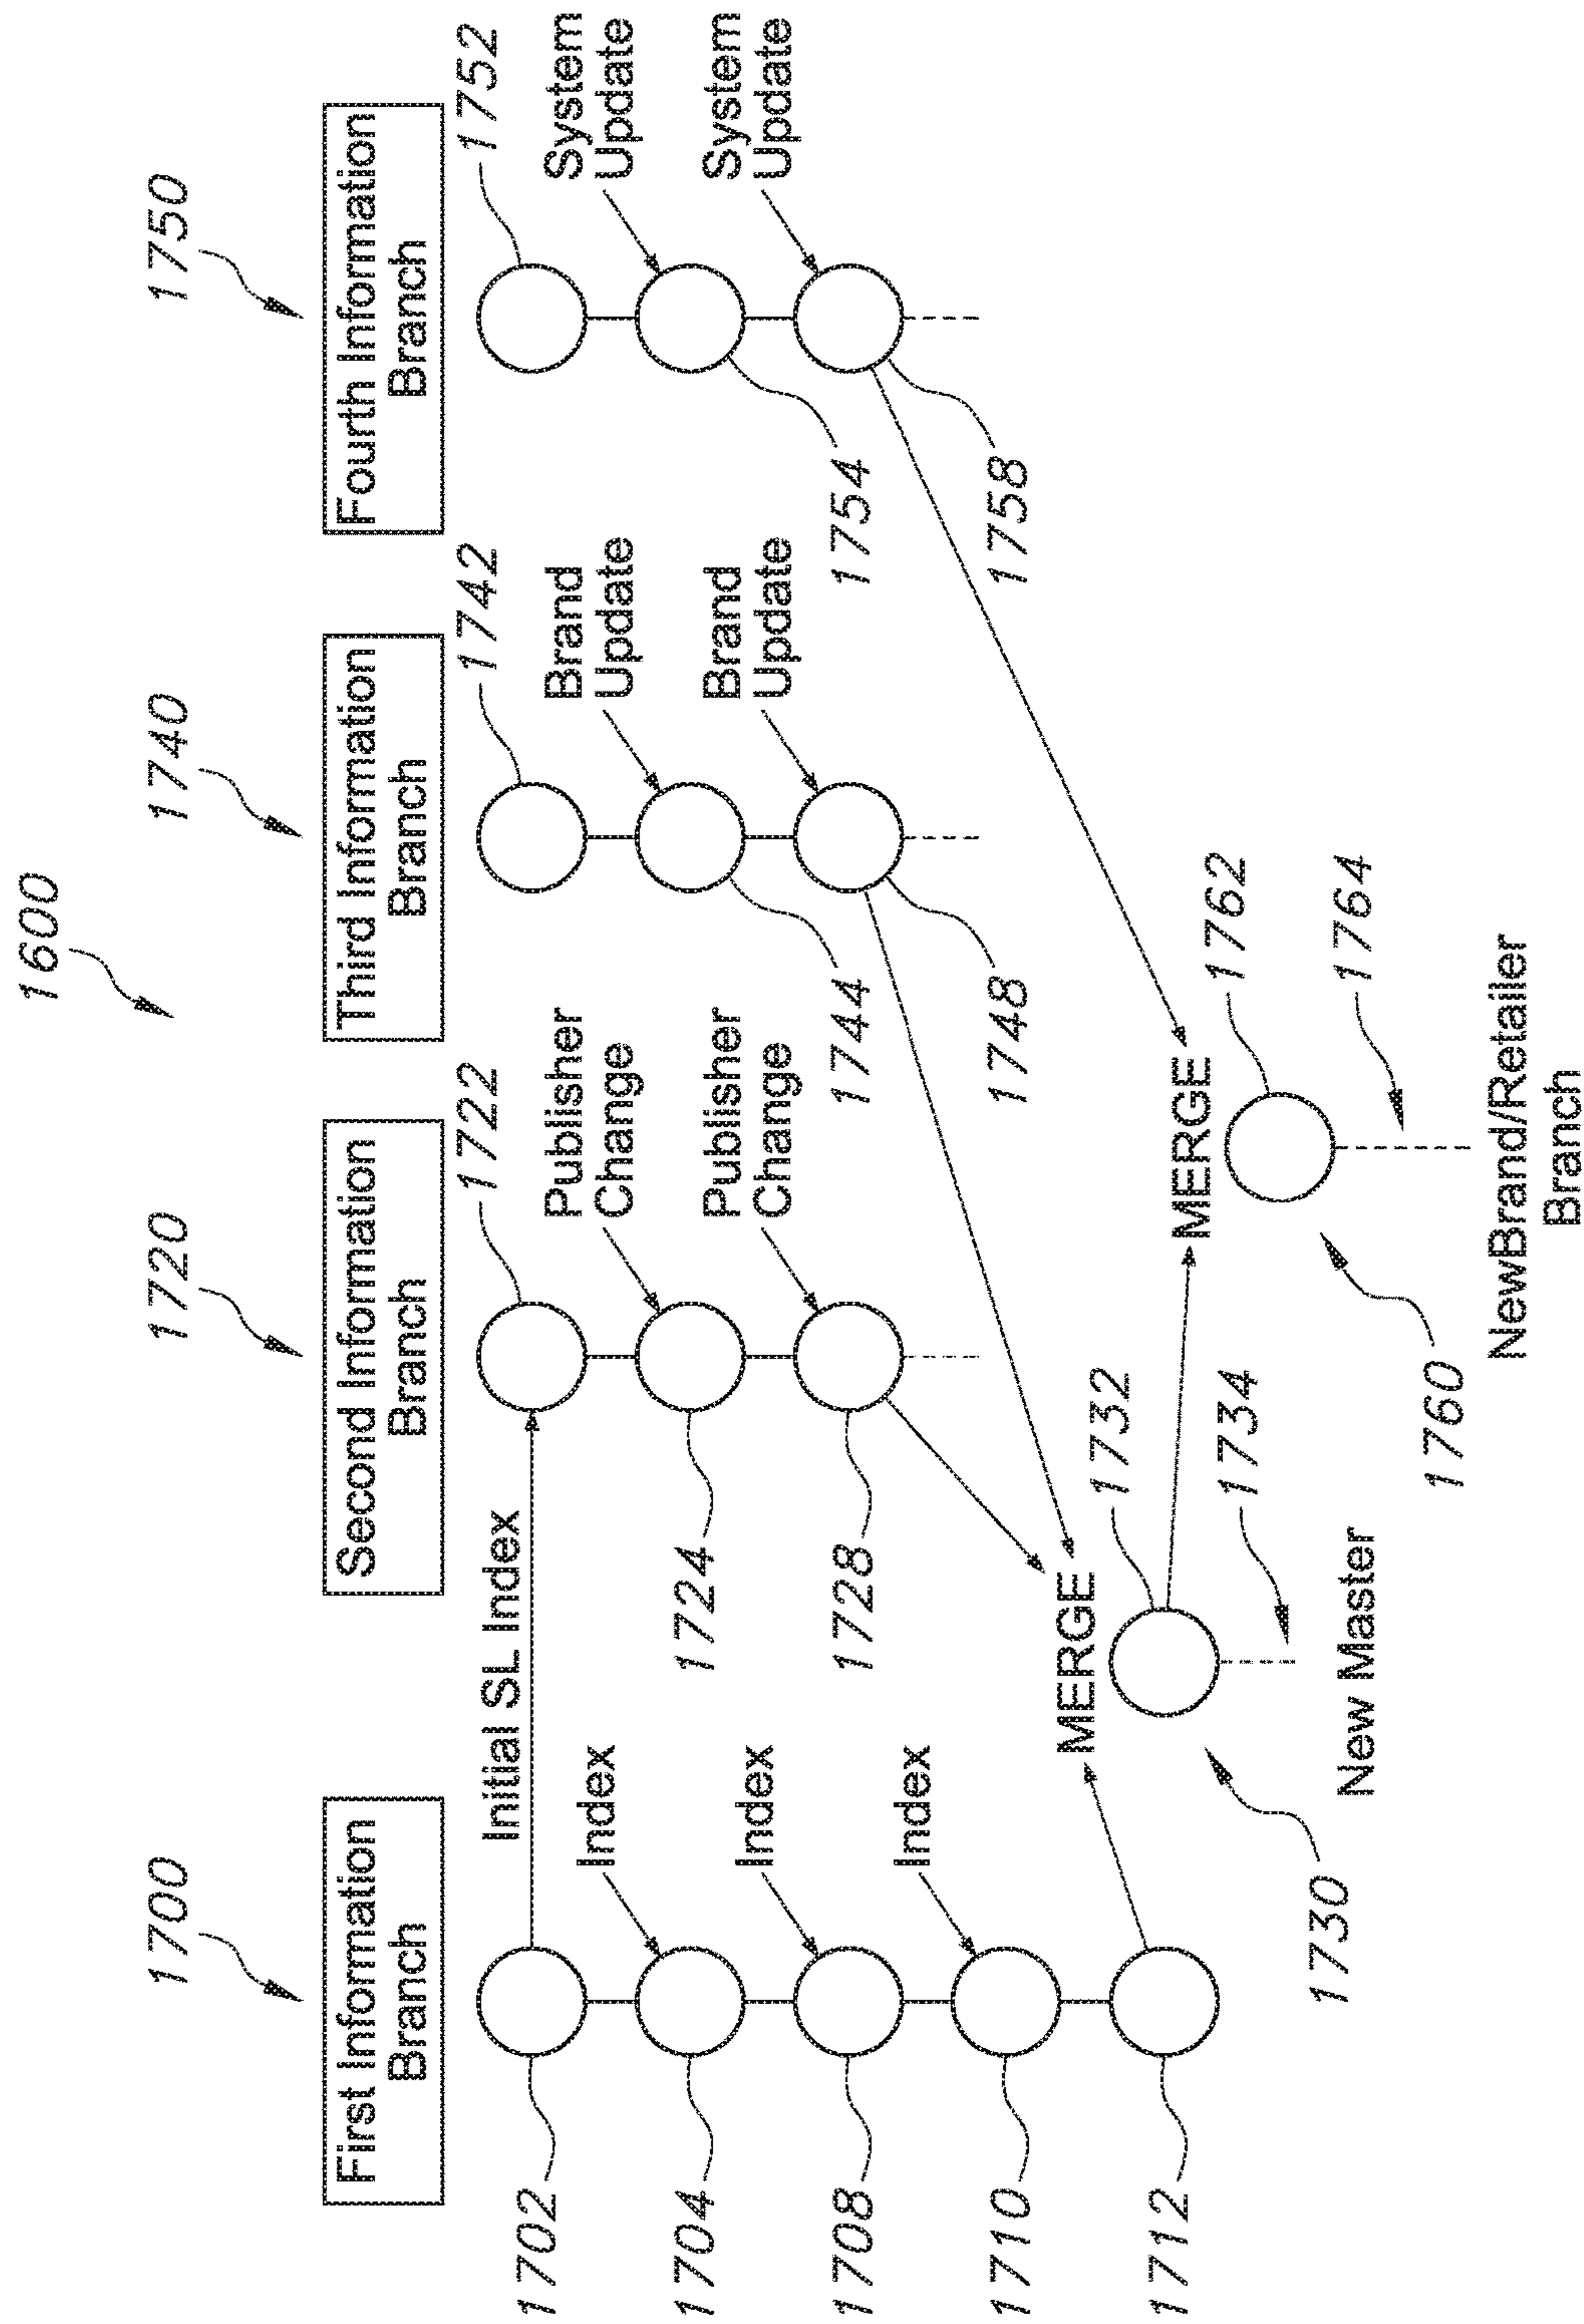 1600
1700
1720
1740
1750
First Information
Branch
Second Information
Branch
Third Information
Branch
Fourth Information
Branch
1702
Initial SL Index
1722
1742
1752
1704
Index
1724
Publisher
Change
1744
Brand
Update
1754
System
Update
1708
Index
1728
Publisher
Change
1748
Brand
Update
1758
System
Update
1710
Index
1712
MERGE
1732
1734
MERGE
1762
1764
1730
New Master
1760
NewBrand/Retailer
Branch